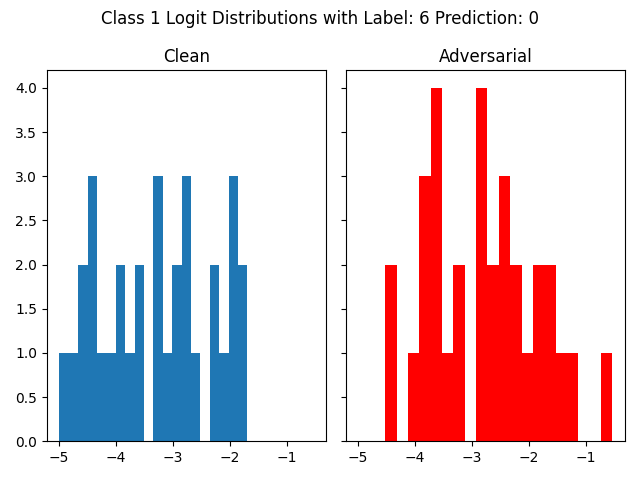 Class 1 Logit Distributions with Label: 6 Prediction: 0
Clean
Adversarial
4.0
3.5
3.0
2.5
2.0
1.5
1.0
0.5
0.0
−5 −4 −3 −2 −1
−5 −4 −3 −2 −1